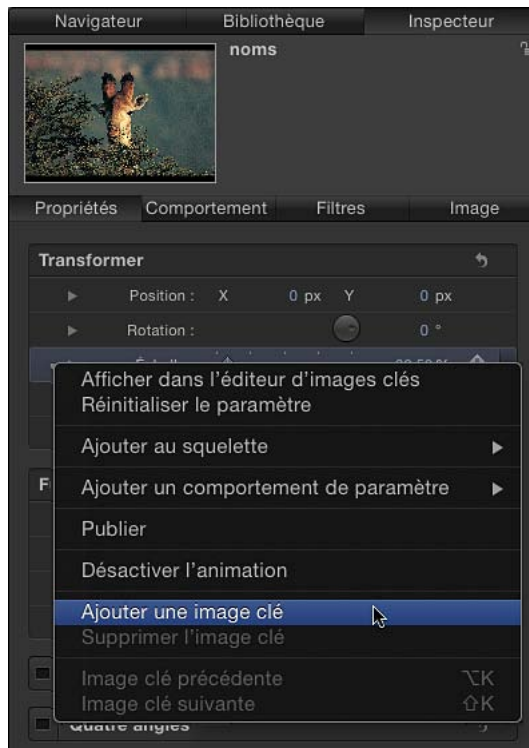 Navigateur Bibliothèque Inspecteur
noms
Propriétés Comportement Filtres Image
Transformer
Position : X 0 px Y 0 px
Rotation : 0 °
Afficher dans l'éditeur d'images clés
Réinitialiser le paramètre
Ajouter au squelette
Ajouter un comportement de paramètre
F
Publier
Désactiver l'animation
Ajouter une image clé
Supprimer l'image clé
Image clé précédente ⌥K
Image clé suivante ⇧K
Quatre angles